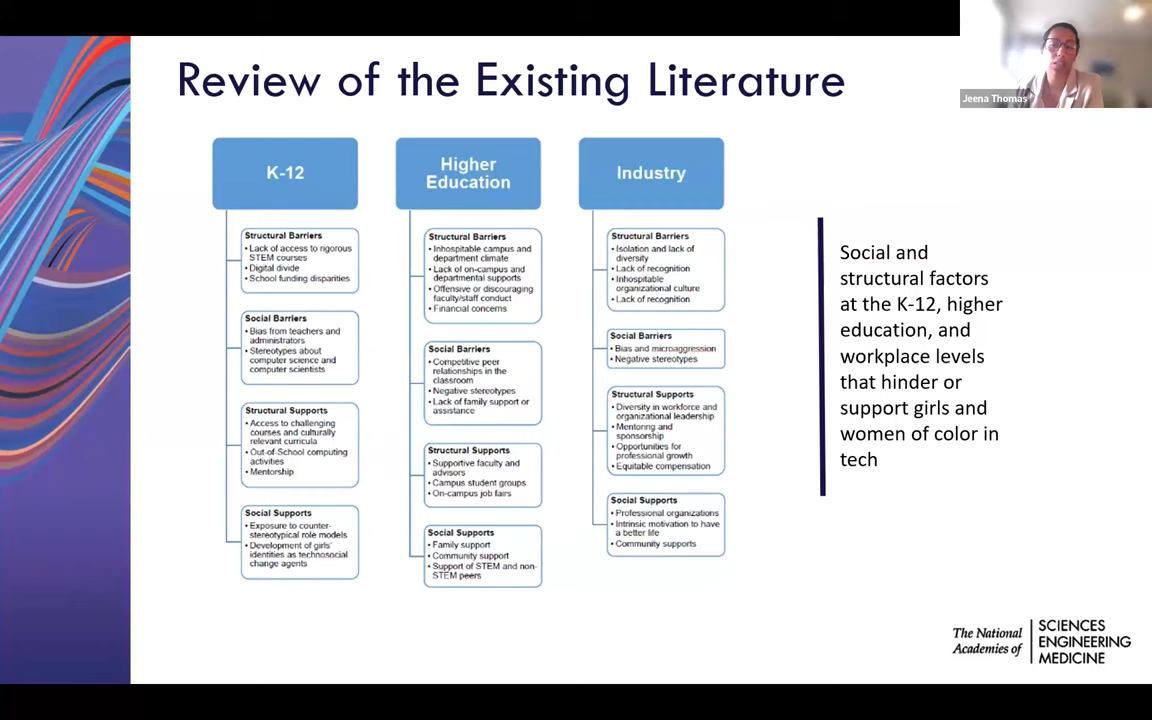 Review of the Existing Literature
Jeena Thomas
K-12
Structural Barriers
• Lack of access to rigorous
STEM courses
• Digital divide
• School funding disparities
Social Barriers
• Bias from teachers and
administrators
• Stereotypes about
computer science and
computer scientists
Structural Supports
• Access to challenging
courses and culturally
relevant curricula
• Out-of-School computing
activities
• Mentorship
Social Supports
• Exposure to counter-
stereotypical role models
• Development of girls'
identities as technosocial
change agents
Higher
Education
Structural Barriers
• Inhospitable campus and
department climate
• Lack of on-campus and
departmental supports
• Offensive or discouraging
faculty/staff conduct
• Financial concerns
Social Barriers
• Competitive peer
relationships in the
classroom
• Negative stereotypes
• Lack of family support or
assistance
Structural Supports
• Supportive faculty and
advisors
• Campus student groups
• On-campus job fairs
Social Supports
• Family support
• Community support
• Support of STEM and non-
STEM peers
Industry
Structural Barriers
• Isolation and lack of
diversity
• Lack of recognition
• Inhospitable
organizational culture
• Lack of recognition
Social Barriers
• Bias and microaggression
• Negative stereotypes
Structural Supports
• Diversity in workforce and
organizational leadership
• Mentoring and
sponsorship
• Opportunities for
professional growth
• Equitable compensation
Social Supports
• Professional organizations
• Intrinsic motivation to have
a better life
• Community supports
Social and
structural factors
at the K-12, higher
education, and
workplace levels
that hinder or
support girls and
women of color in
tech
The National
Academies of
SCIENCES
ENGINEERING
MEDICINE